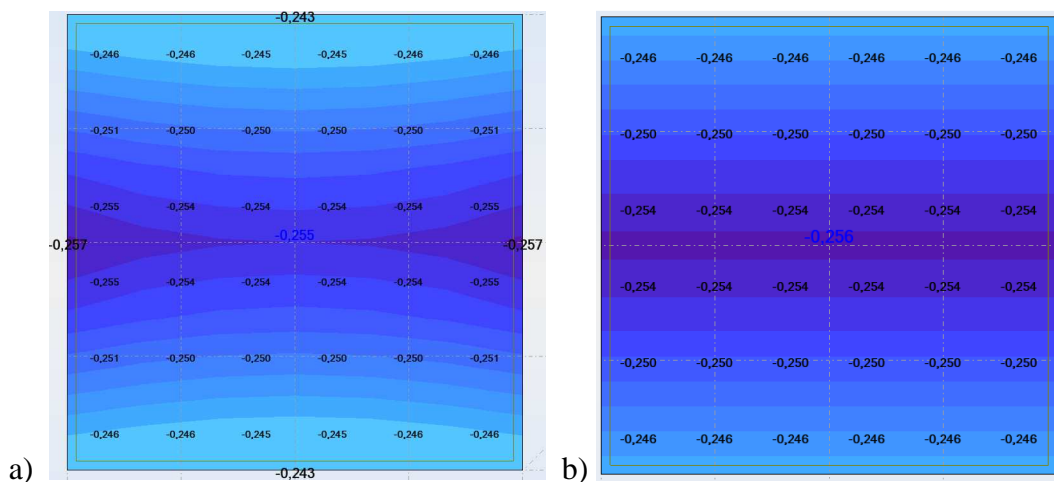 -0,243
-0,246 -0,246 -0,245 -0,245 -0,246 -0,246
-0,251 -0,250 -0,250 -0,250 -0,250 -0,251
-0,255 -0,254 -0,254 -0,254 -0,254 -0,255
-0,257 -0,255 -0,257
-0,255 -0,254 -0,254 -0,254 -0,254 -0,255
-0,251 -0,250 -0,250 -0,250 -0,250 -0,251
-0,246 -0,246 -0,245 -0,245 -0,246 -0,246
a) -0,243
-0,246 -0,246 -0,246 -0,246 -0,246 -0,246
-0,250 -0,250 -0,250 -0,250 -0,250 -0,250
-0,254 -0,254 -0,254 -0,254 -0,254 -0,254
-0,256
-0,254 -0,254 -0,254 -0,254 -0,254 -0,254
-0,250 -0,250 -0,250 -0,250 -0,250 -0,250
-0,246 -0,246 -0,246 -0,246 -0,246 -0,246
b)